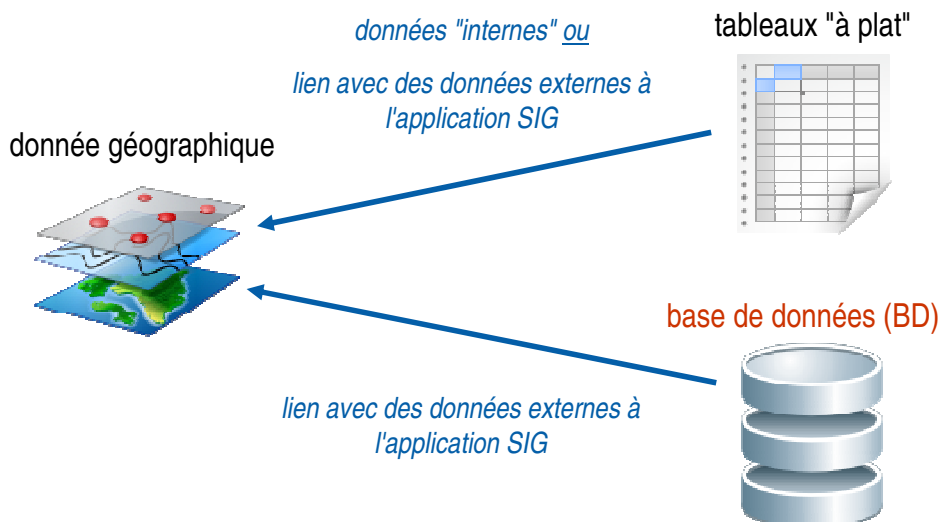 données "internes" ou
tableaux "à plat"
lien avec des données externes à
l'application SIG
donnée géographique
base de données (BD)
lien avec des données externes à
l'application SIG